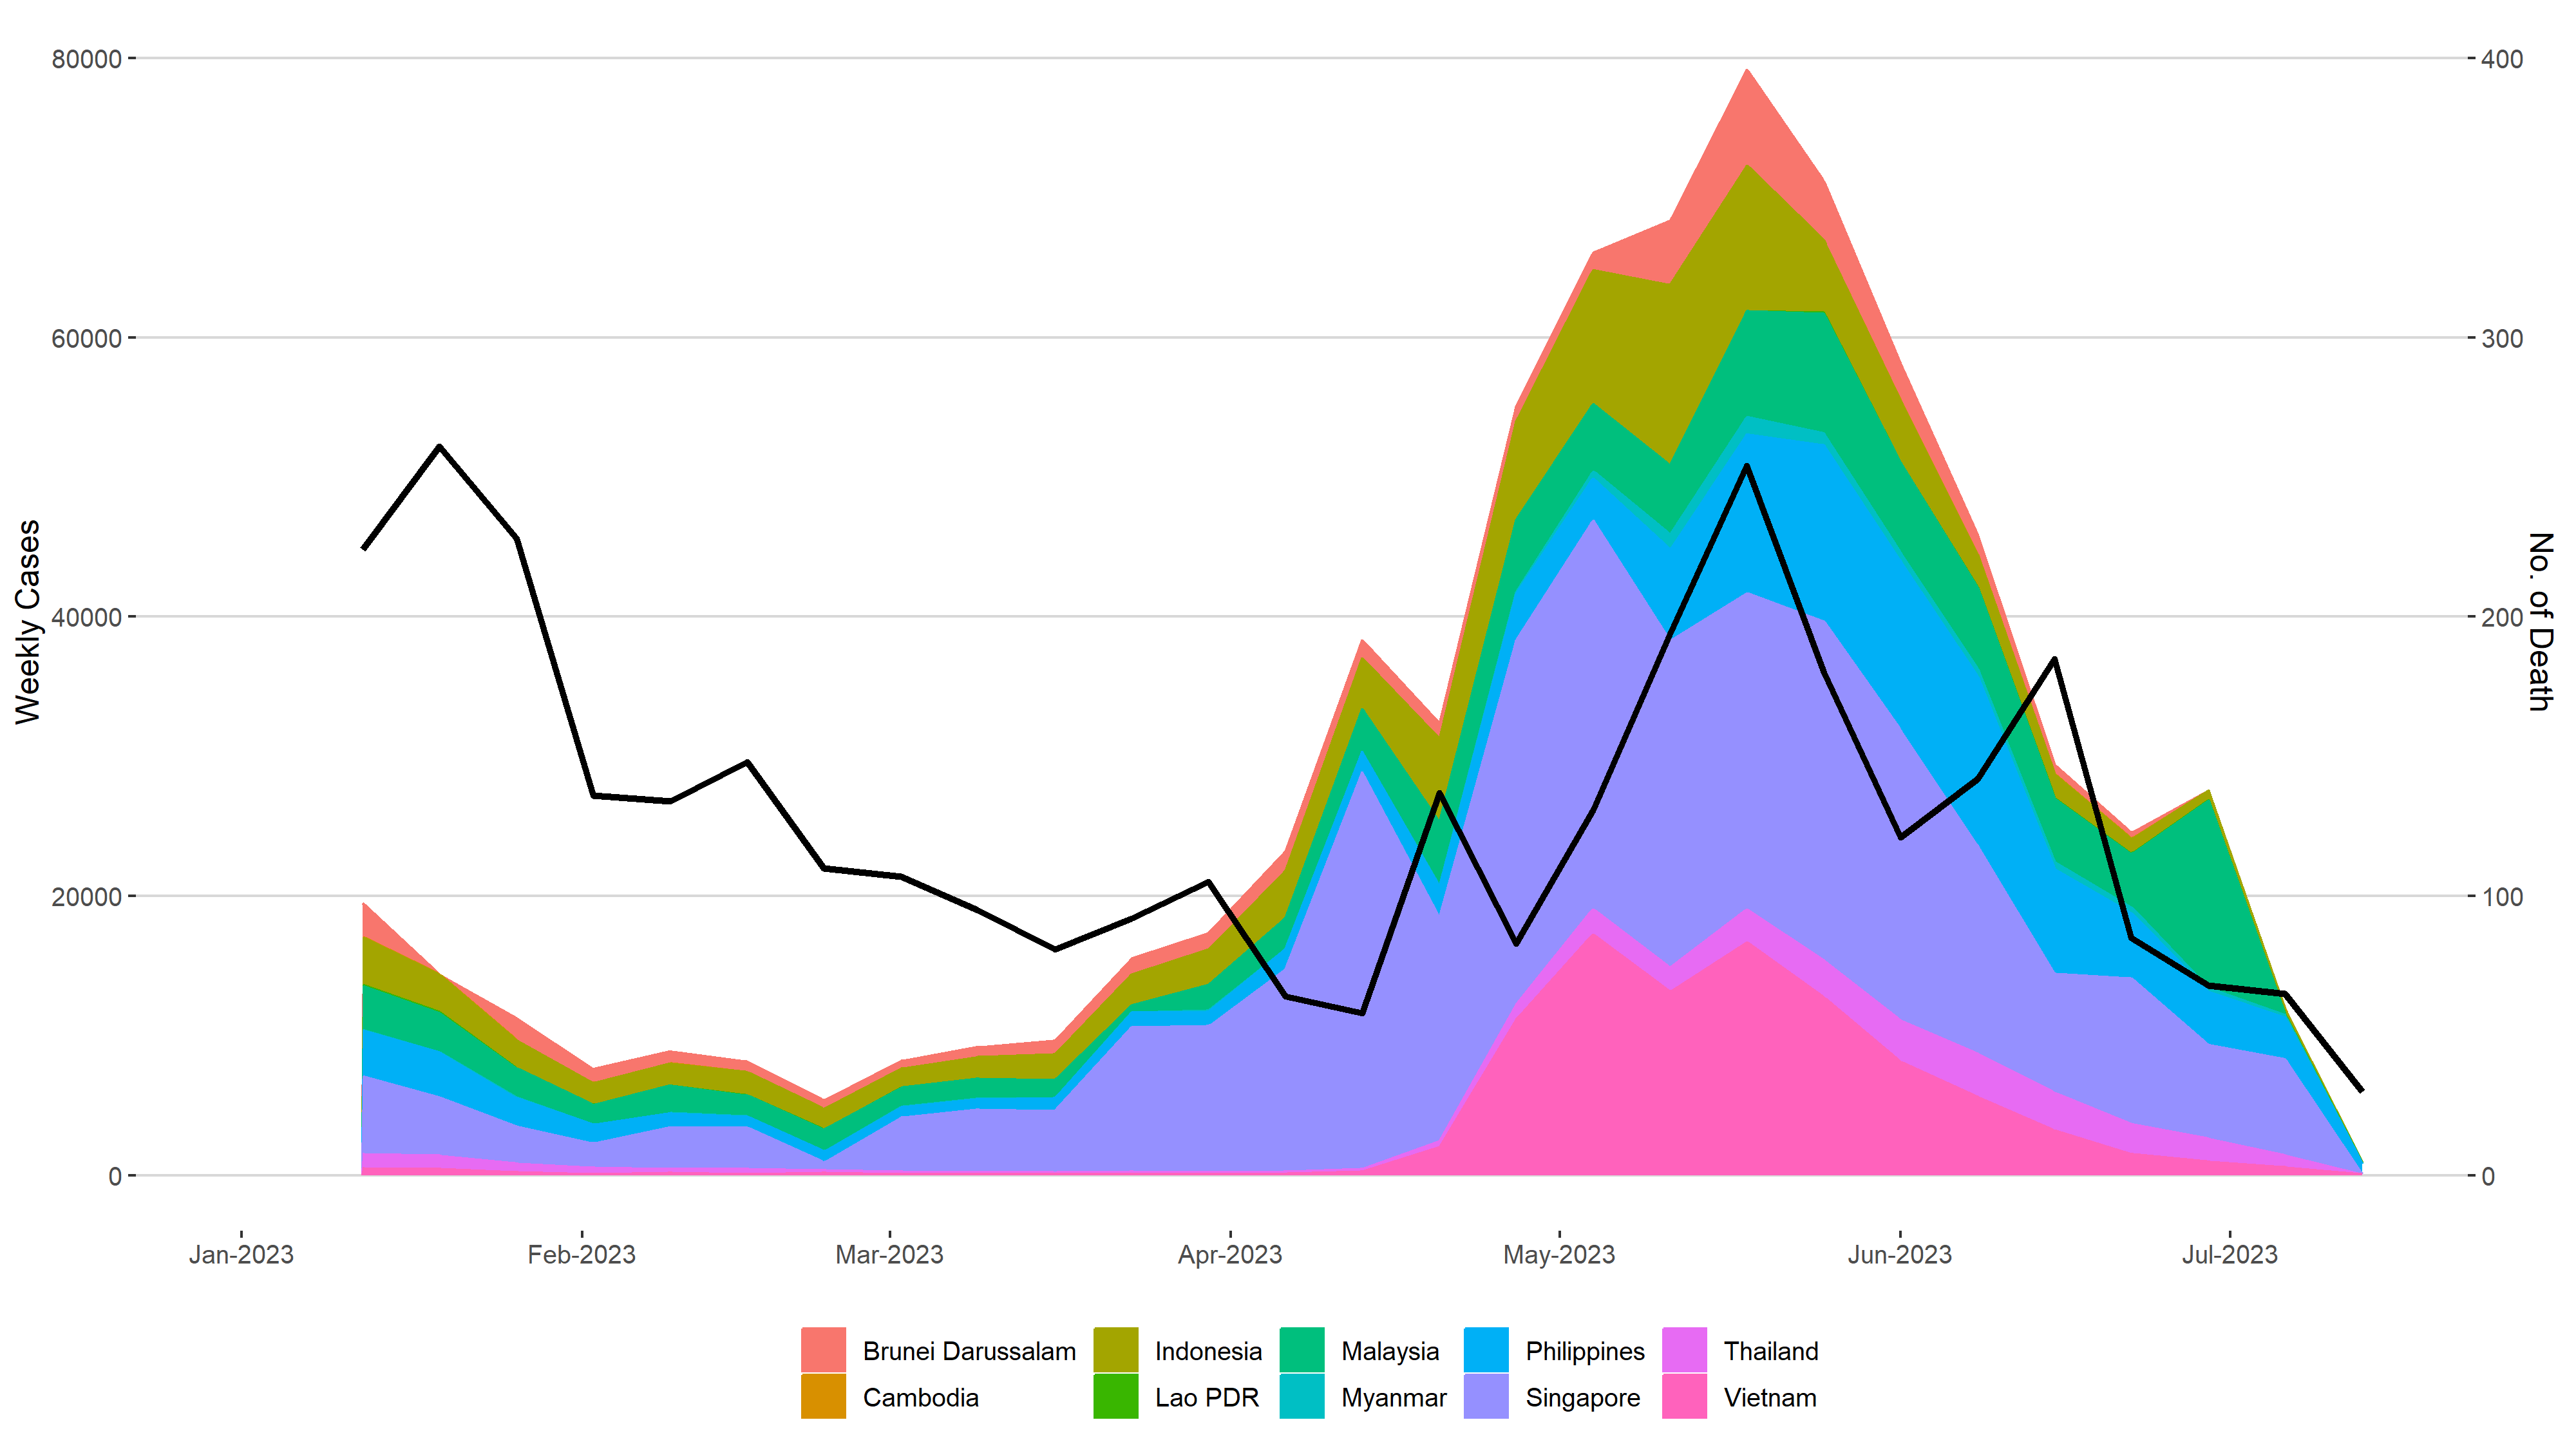 80000
60000
40000
20000
0
Weekly Cases
400
300
200
100
0
No. of Death
Jan-2023 Feb-2023 Mar-2023 Apr-2023 May-2023 Jun-2023 Jul-2023
Brunei Darussalam Indonesia Malaysia Philippines Thailand
Cambodia Lao PDR Myanmar Singapore Vietnam